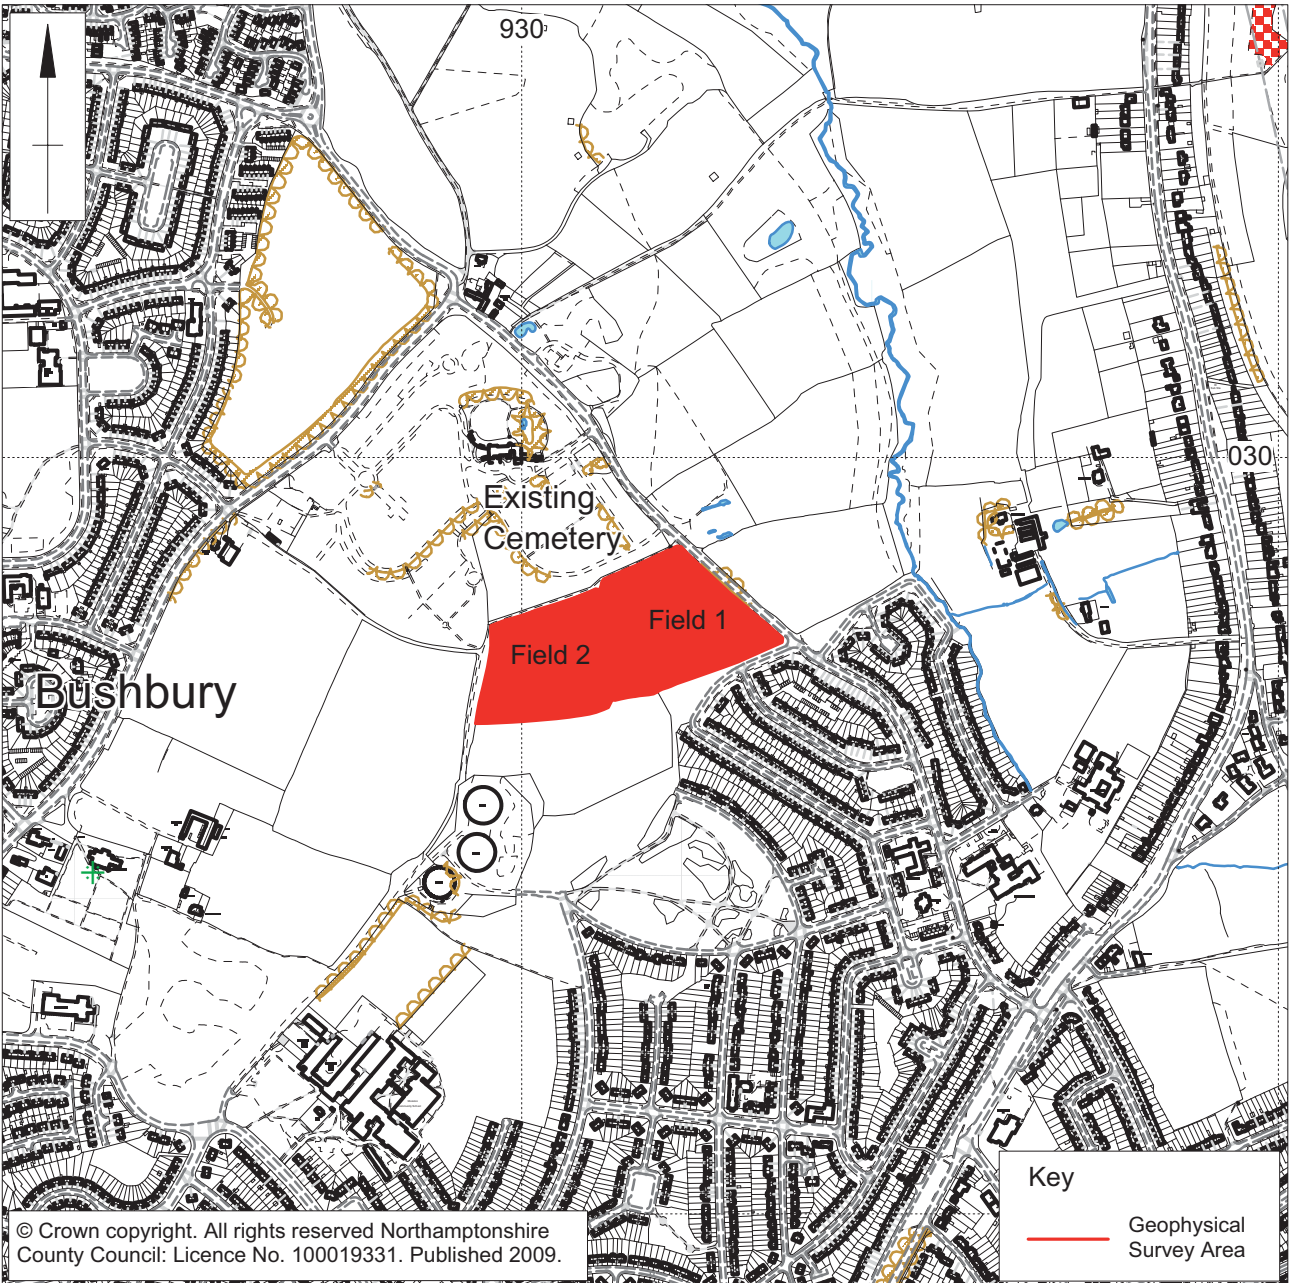 930
030
Existing
Cemetery
Field 1
Field 2
Bushbury
Key
Geophysical
Survey Area
© Crown copyright. All rights reserved Northamptonshire
County Council: Licence No. 100019331. Published 2009.